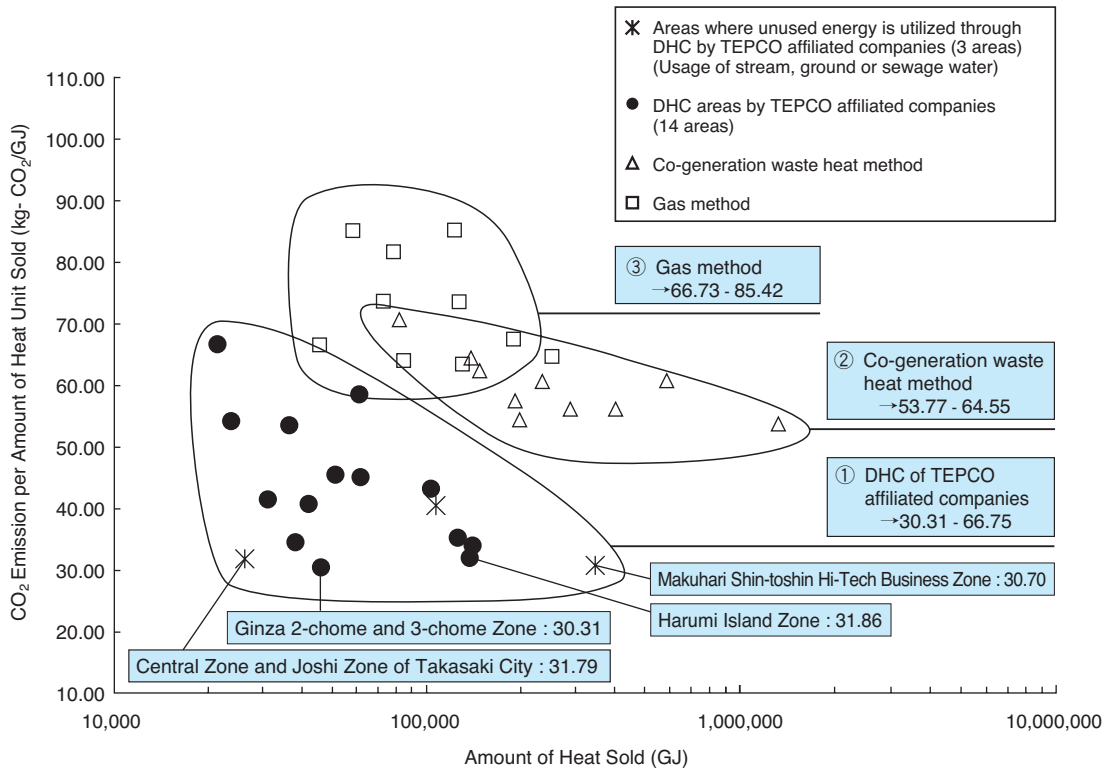 Areas where unused energy is utilized through
DHC by TEPCO affiliated companies (3 areas)
(Usage of stream, ground or sewage water)
DHC areas by TEPCO affiliated companies
(14 areas)
Co-generation waste heat method
Gas method
CO2 Emission per Amount of Heat Unit Sold (kg- CO2/GJ)
110.00
100.00
90.00
80.00
70.00
60.00
50.00
40.00
30.00
20.00
10.00
③ Gas method
→66.73 - 85.42
② Co-generation waste
heat method
→53.77 - 64.55
① DHC of TEPCO
affiliated companies
→30.31 - 66.75
Makuhari Shin-toshin Hi-Tech Business Zone : 30.70
Harumi Island Zone : 31.86
Ginza 2-chome and 3-chome Zone : 30.31
Central Zone and Joshi Zone of Takasaki City : 31.79
10,000
100,000
1,000,000
10,000,000
Amount of Heat Sold (GJ)